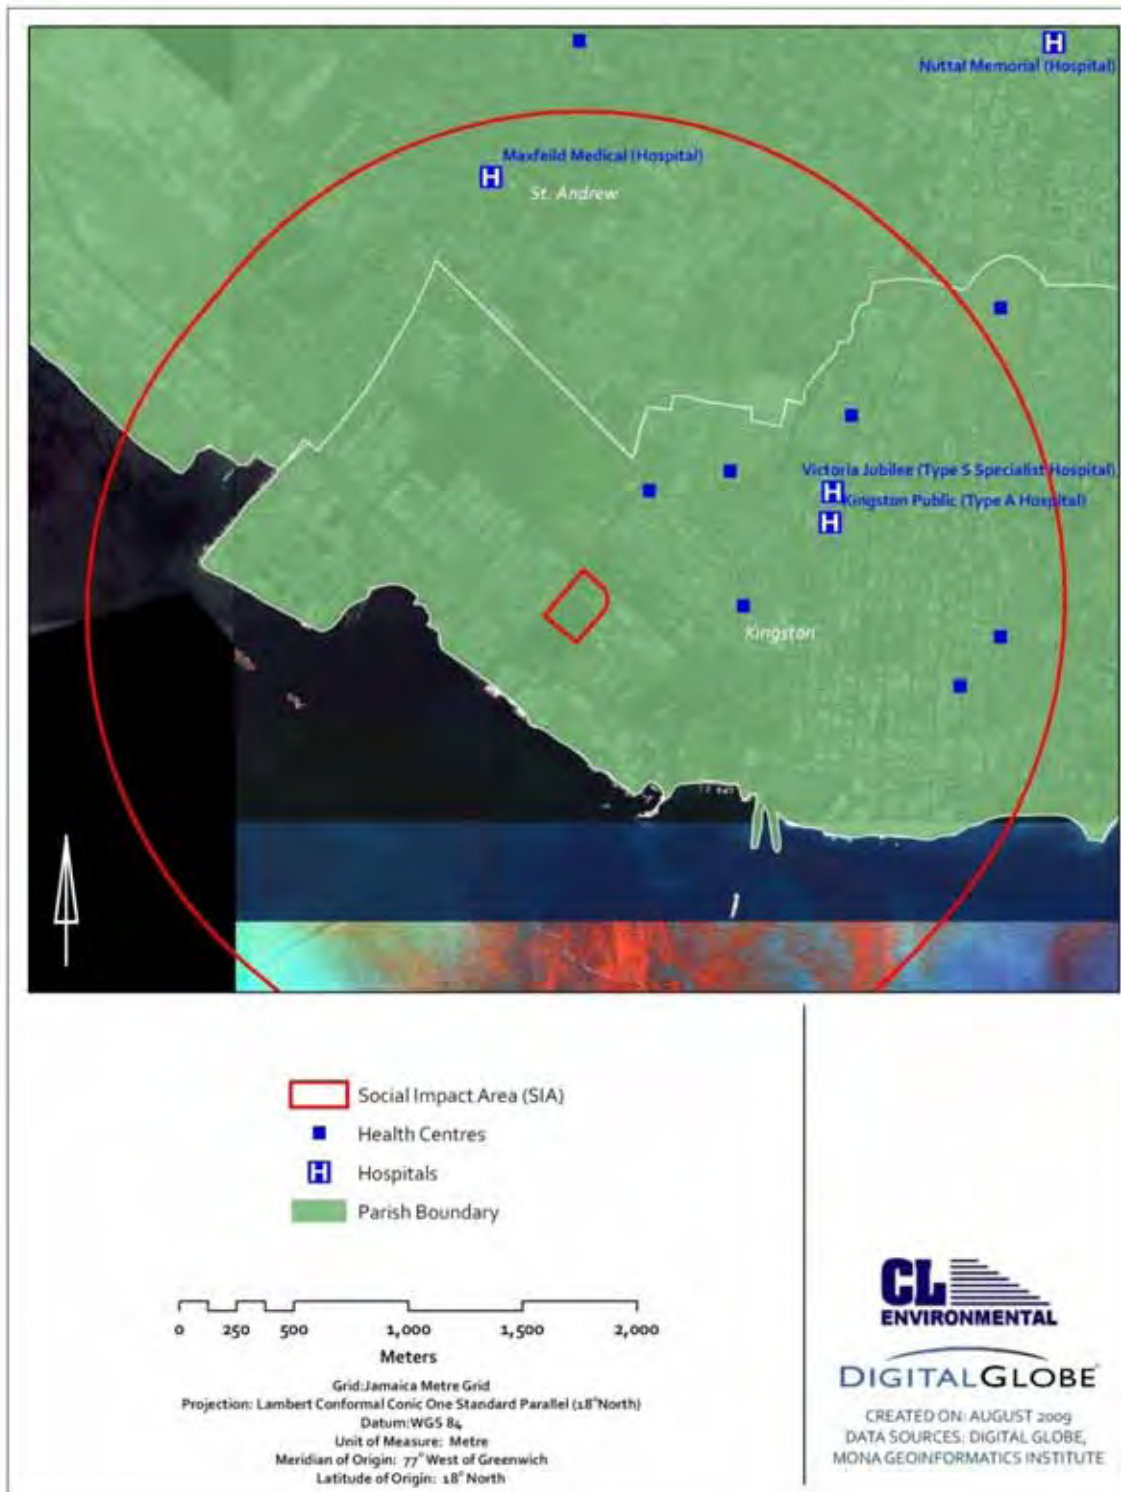 H
Nuttal Memorial (Hospital)
Maxfeild Medical (Hospital)
H
St. Andrew
Victoria Jubilee (Type S Specialist Hospital)
H
Kingston Public (Type A Hospital)
H
Kingston
Social Impact Area (SIA)
Health Centres
H Hospitals
Parish Boundary
0 250 500 1,000 1,500 2,000
Meters
Grid:Jamaica Metre Grid
Projection: Lambert Conformal Conic One Standard Parallel (18°North)
Datum:WGS 84
Unit of Measure: Metre
Meridian of Origin: 77° West of Greenwich
Latitude of Origin: 18° North
CL
ENVIRONMENTAL
DIGITALGLOBE
CREATED ON: AUGUST 2009
DATA SOURCES: DIGITAL GLOBE,
MONA GEOINFORMATICS INSTITUTE